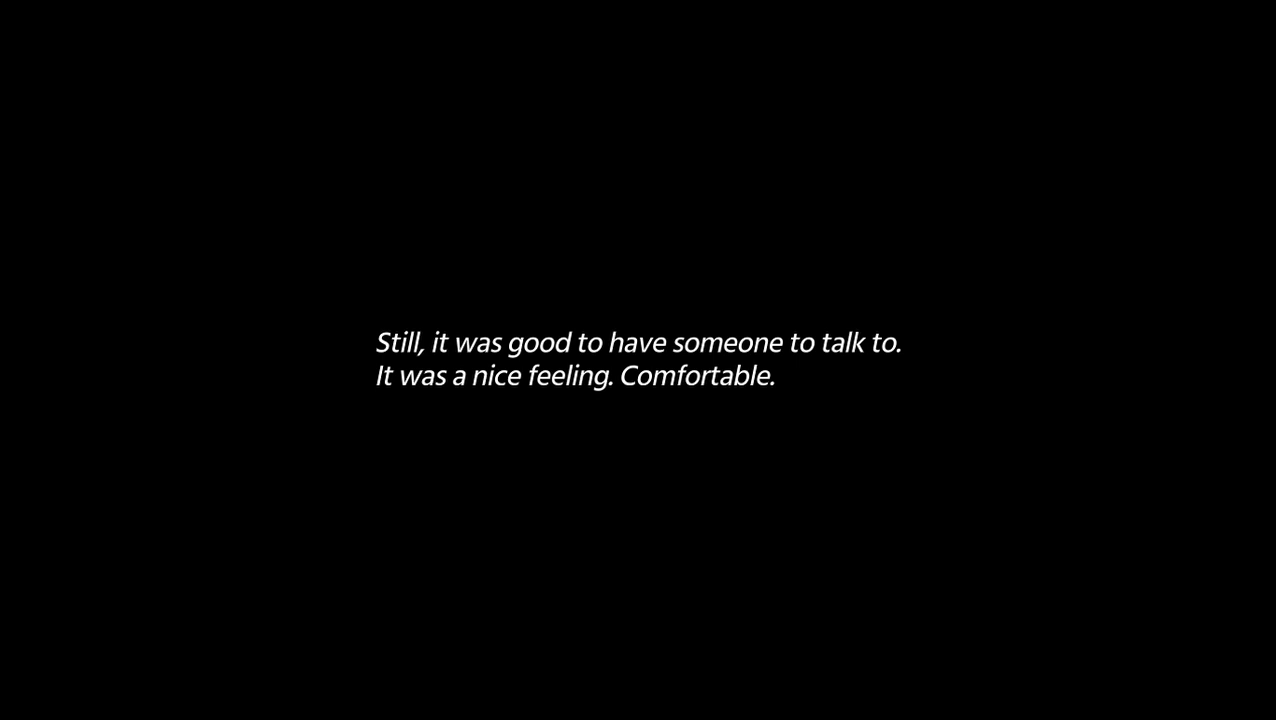 Still, it was good to have someone to talk to.
It was a nice feeling. Comfortable.